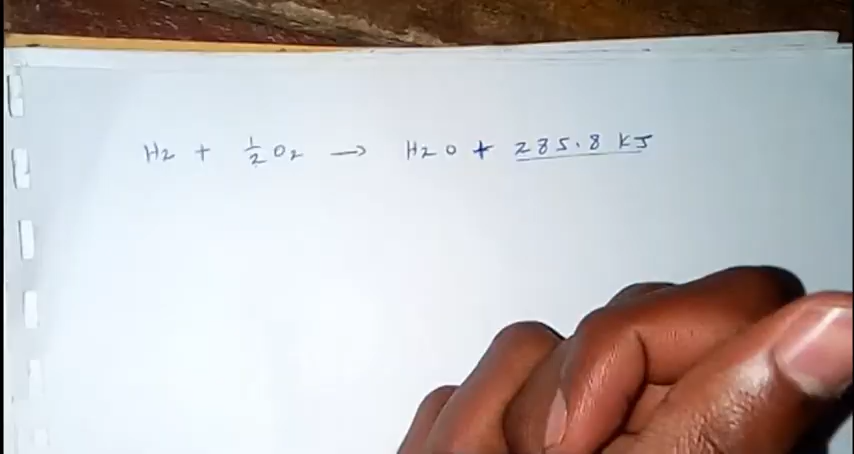 H2 + 1/2 O2 → H2O + 285.8 KJ